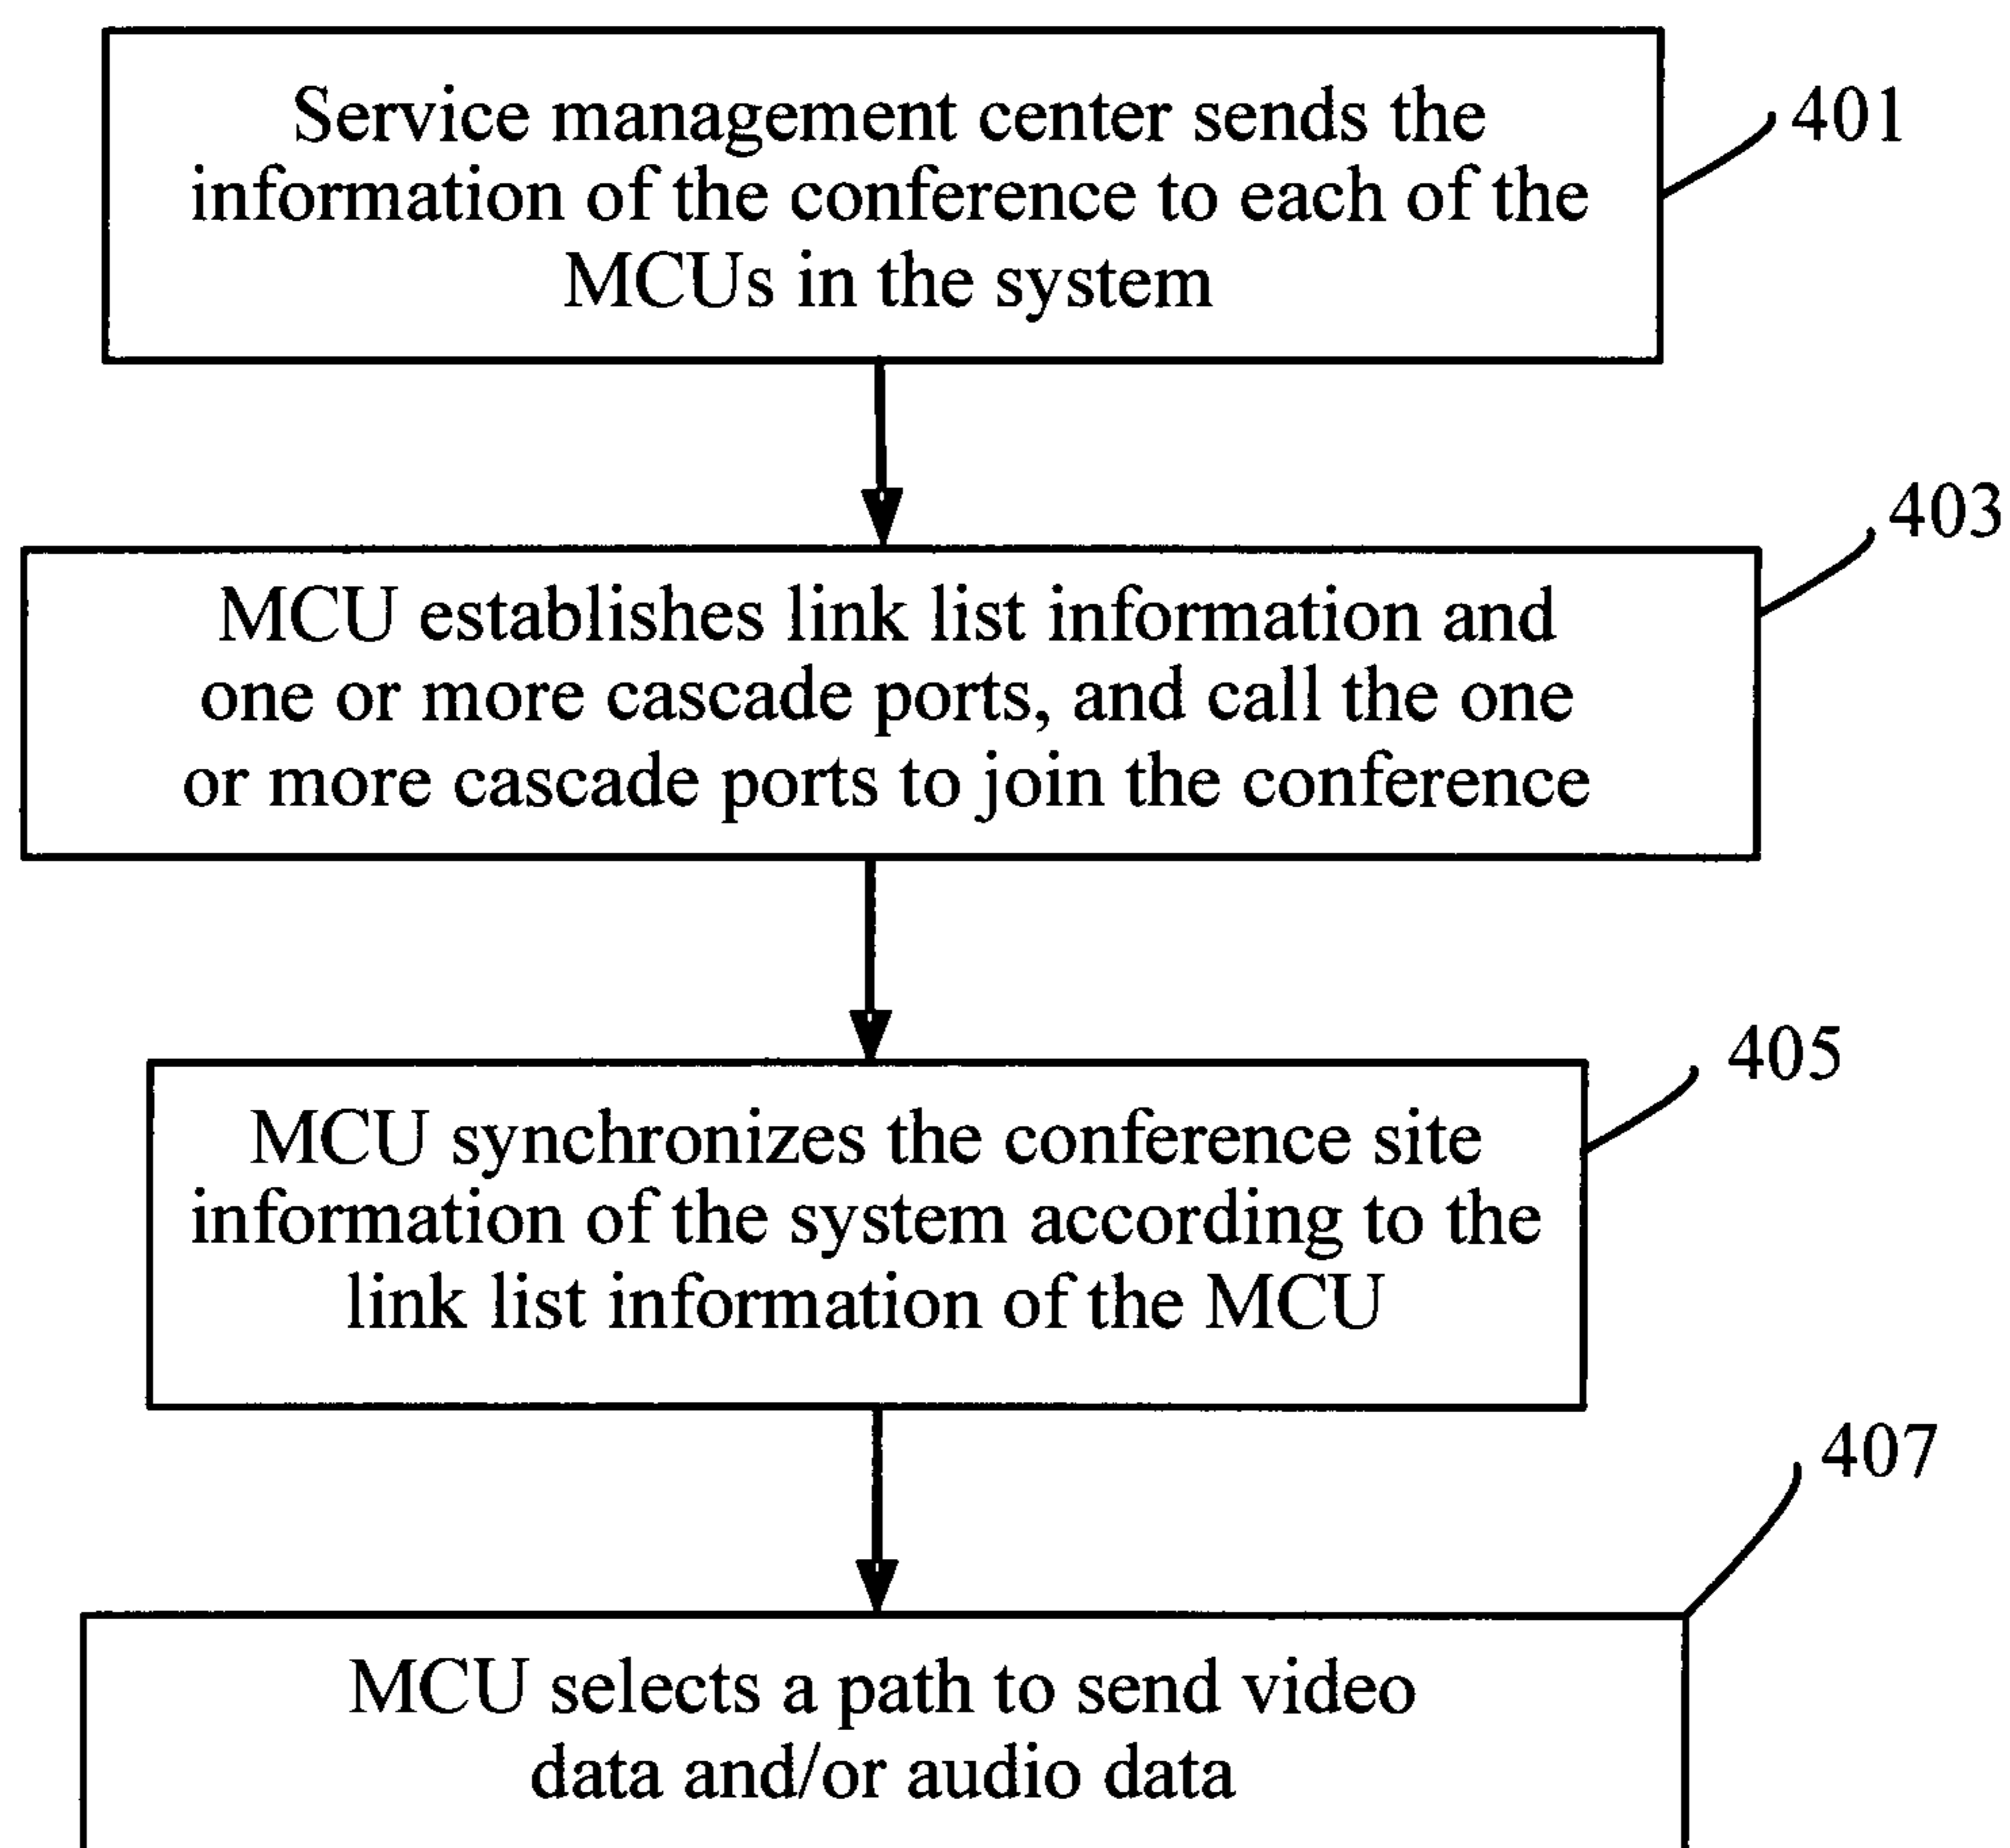 Service management center sends the
information of the conference to each of the
MCUs in the system
401
MCU establishes link list information and
one or more cascade ports, and call the one
or more cascade ports to join the conference
403
MCU synchronizes the conference site
information of the system according to the
link list information of the MCU
405
MCU selects a path to send video
data and/or audio data
407